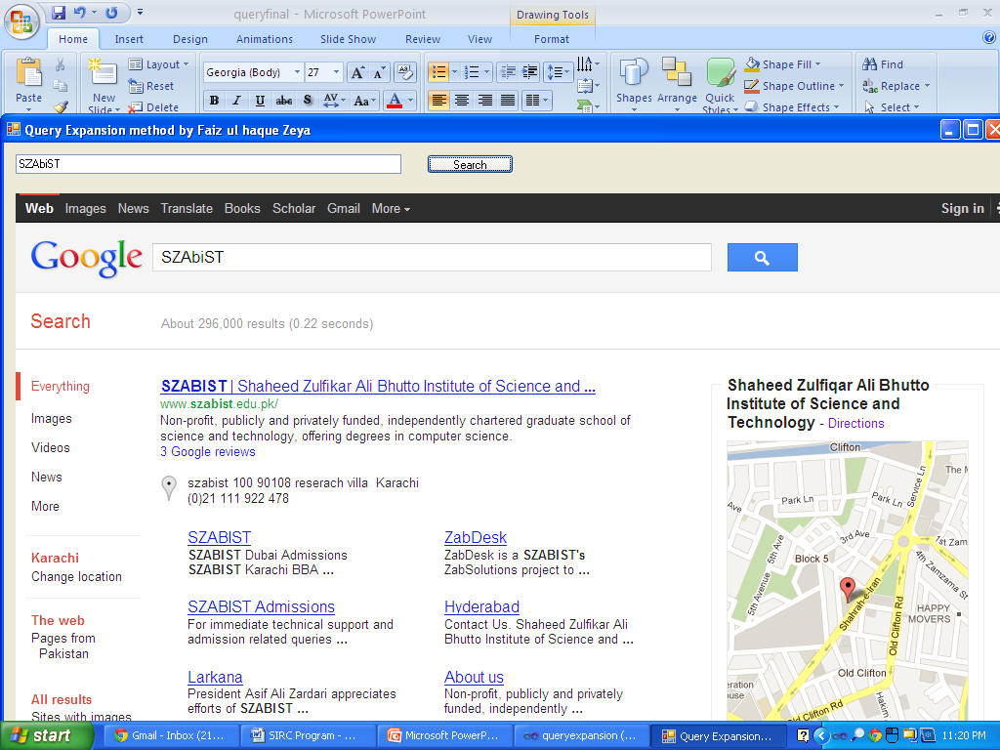 queryfinal - Microsoft PowerPoint
Drawing Tools
Home Insert Design Animations Slide Show Review View Format
Paste
New
Slide
Layout
Reset
Delete
Georgia (Body) 27
B I U abc S AV Aa A
Shapes Arrange Quick
Styles
Shape Fill
Shape Outline
Shape Effects
Find
Replace
Select
Query Expansion method by Faiz ul haque Zeya
SZAbiST Search
Web Images News Translate Books Scholar Gmail More Sign in
Google SZAbiST
Search About 296,000 results (0.22 seconds)
Everything
Images
Videos
News
More
Karachi
Change location
The web
Pages from
Pakistan
All results
Sites with images
SZABIST | Shaheed Zulfikar Ali Bhutto Institute of Science and ...
www.szabist.edu.pk/
Non-profit, publicly and privately funded, independently chartered graduate school of
science and technology, offering degrees in computer science.
3 Google reviews
szabist 100 90108 reserach villa Karachi
(0)21 111 922 478
SZABIST
SZABIST Dubai Admissions
SZABIST Karachi BBA ...
ZabDesk
ZabDesk is a SZABIST's
ZabSolutions project to ...
SZABIST Admissions
For immediate technical support and
admission related queries ...
Hyderabad
Contact Us. Shaheed Zulfikar Ali
Bhutto Institute of Science and ...
Larkana
President Asif Ali Zardari appreciates
efforts of SZABIST ...
About us
Non-profit, publicly and privately
funded, independently ...
Shaheed Zulfiqar Ali Bhutto
Institute of Science and
Technology - Directions
Clifton
Service Ln
The M
Park Ln
Park Ln
Ave
3rd Ave
5th Ave
1st Zam
Block 5
4th Zamzama St
5th Avenue
Shahrah-e-Iran
HAPPY
MOVERS
Old Clifton Rd
Old Clifton
eration
ouse
Clifton Rd
Hakim
start
Gmail - Inbox (21...
SIRC Program - ...
Microsoft PowerP...
queryexpansion (...
Query Expansion...
11:20 PM